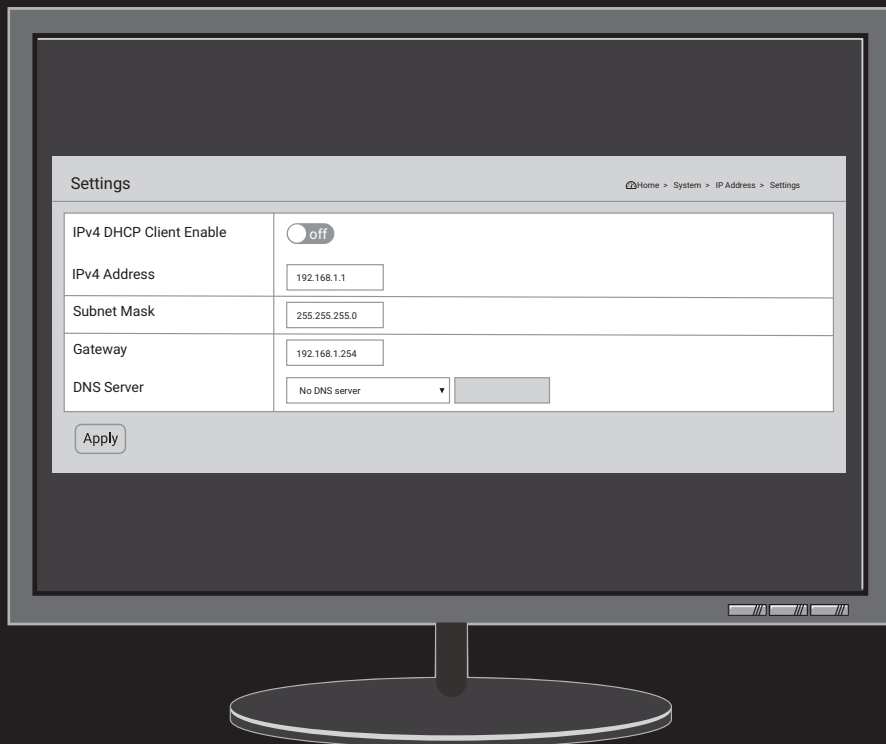 Settings
Home > System > IP Address > Settings
IPv4 DHCP Client Enable
off
IPv4 Address
192.168.1.1
Subnet Mask
255.255.255.0
Gateway
192.168.1.254
DNS Server
No DNS server
Apply